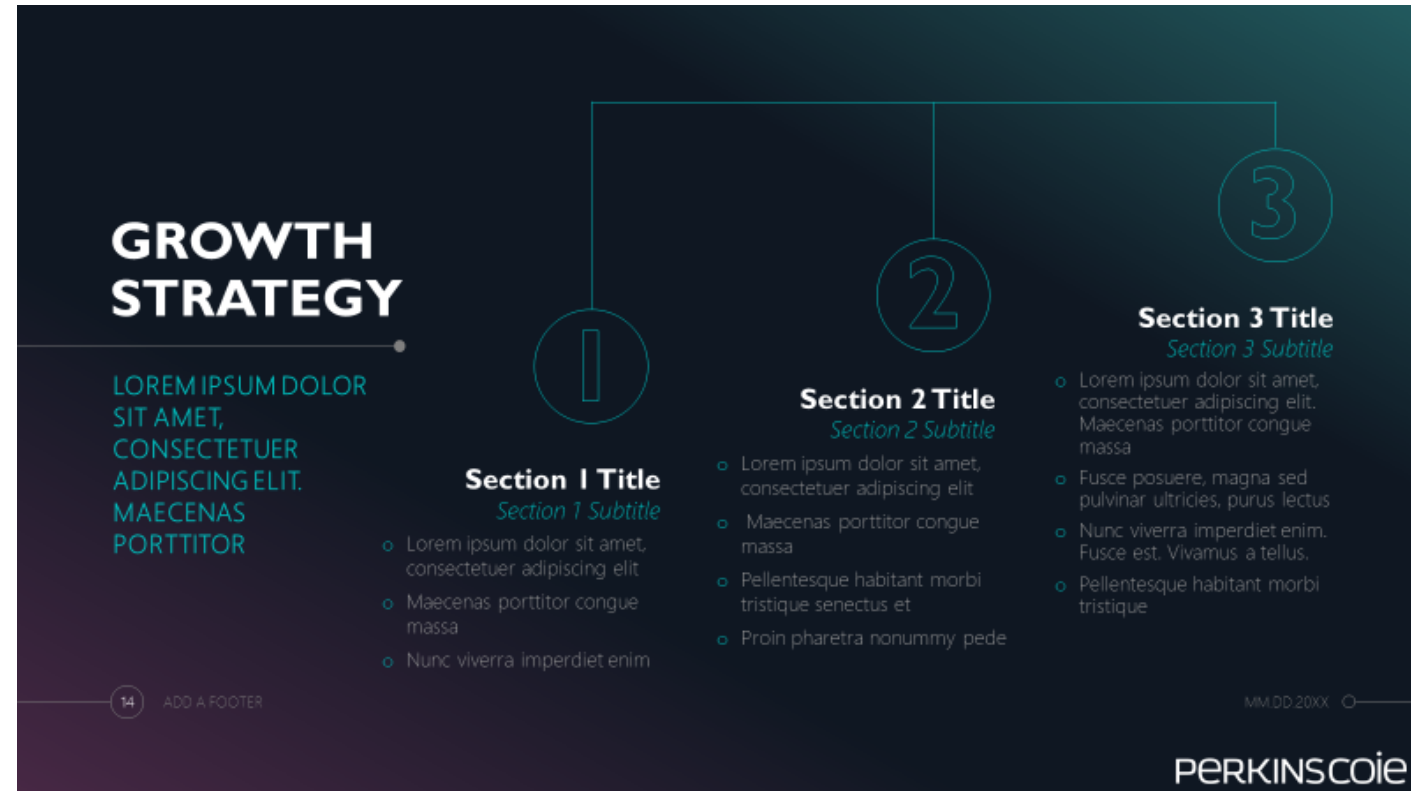 GROWTH
STRATEGY
LOREM IPSUM DOLOR
SIT AMET,
CONSECTETUER
ADIPISCING ELIT.
MAECENAS
PORTTITOR
1
Section 1 Title
Section 1 Subtitle
Lorem ipsum dolor sit amet,
consectetuer adipiscing elit
Maecenas porttitor congue
massa
Nunc viverra imperdiet enim
2
Section 2 Title
Section 2 Subtitle
Lorem ipsum dolor sit amet,
consectetuer adipiscing elit
Maecenas porttitor congue
massa
Pellentesque habitant morbi
tristique senectus et
Proin pharetra nonummy pede
3
Section 3 Title
Section 3 Subtitle
Lorem ipsum dolor sit amet,
consectetuer adipiscing elit.
Maecenas porttitor congue
massa
Fusce posuere, magna sed
pulvinar ultricies, purus lectus
Nunc viverra imperdiet enim.
Fusce est. Vivamus a tellus.
Pellentesque habitant morbi
tristique
14 ADD A FOOTER
MM.DD.20XX
PERKINSCOIE